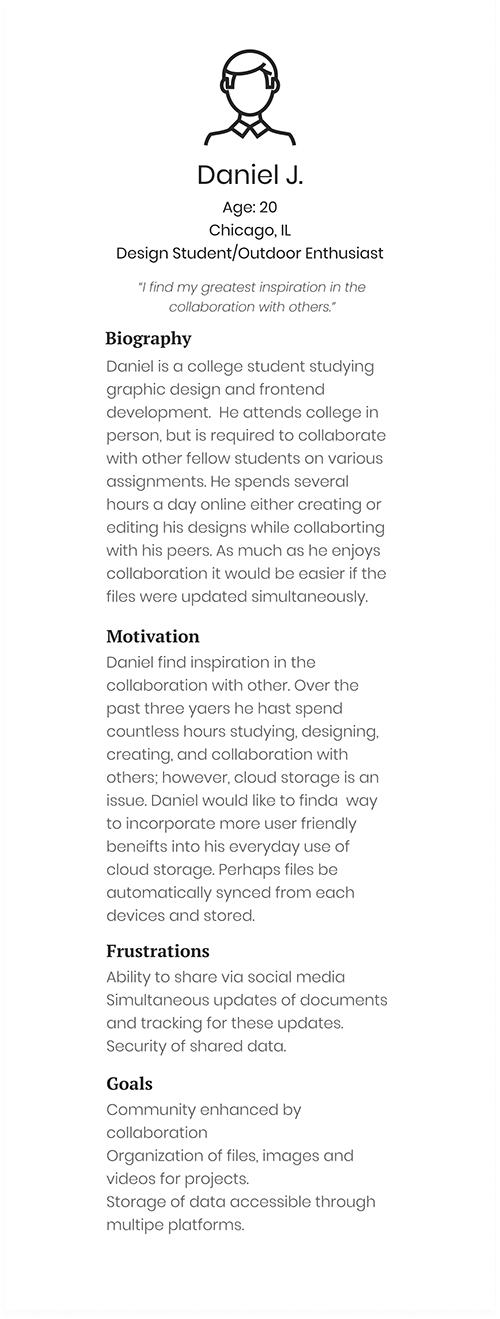 Daniel J.
Age: 20
Chicago, IL
Design Student/Outdoor Enthusiast
“I find my greatest inspiration in the
collaboration with others.”
Biography
Daniel is a college student studying
graphic design and frontend
development.  He attends college in
person, but is required to collaborate
with other fellow students on various
assignments. He spends several
hours a day online either creating or
editing his designs while collaborting
with his peers. As much as he enjoys
collaboration it would be easier if the
files were updated simultaneously.
Motivation
Daniel find inspiration in the
collaboration with other. Over the
past three yaers he hast spend
countless hours studying, designing,
creating, and collaboration with
others; however, cloud storage is an
issue. Daniel would like to finda  way
to incorporate more user friendly
beneifts into his everyday use of
cloud storage. Perhaps files be
automatically synced from each
devices and stored.
Frustrations
Ability to share via social media
Simultaneous updates of documents
and tracking for these updates.
Security of shared data.
Goals
Community enhanced by
collaboration
Organization of files, images and
videos for projects.
Storage of data accessible through
multipe platforms.